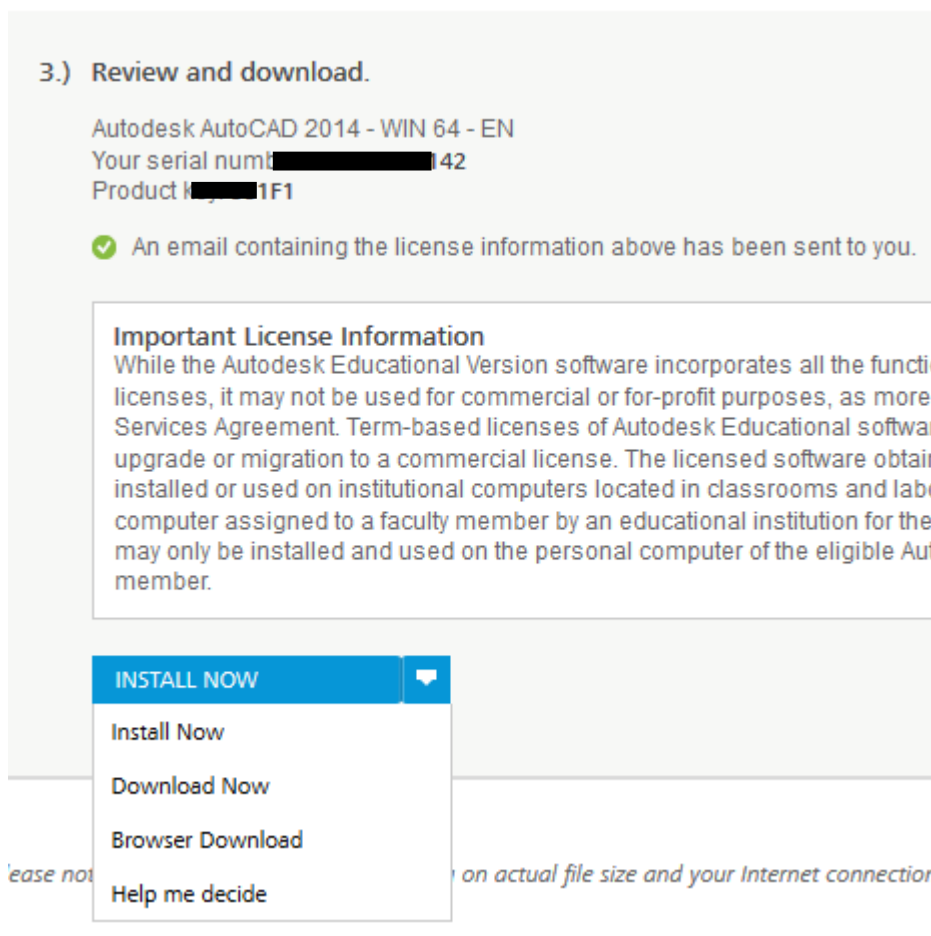 3.) Review and download.
Autodesk AutoCAD 2014 - WIN 64 - EN
Your serial numb 142
Product 1F1
An email containing the license information above has been sent to you.
Important License Information
While the Autodesk Educational Version software incorporates all the functi
licenses, it may not be used for commercial or for-profit purposes, as more
Services Agreement. Term-based licenses of Autodesk Educational softwar
upgrade or migration to a commercial license. The licensed software obtain
installed or used on institutional computers located in classrooms and labo
computer assigned to a faculty member by an educational institution for the
may only be installed and used on the personal computer of the eligible Aut
member.
INSTALL NOW
Install Now
Download Now
Browser Download
lease not on actual file size and your Internet connection
Help me decide